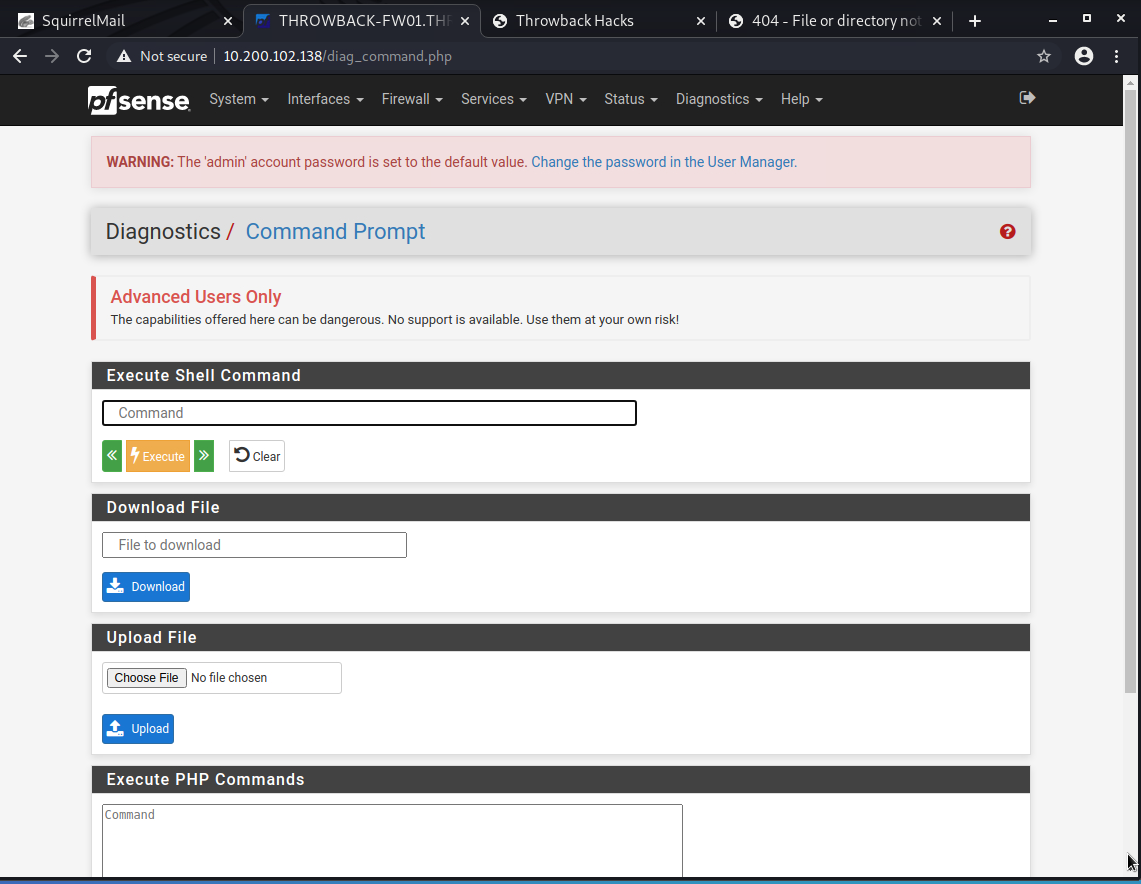 SquirrelMail
THROWBACK-FW01.THR
Throwback Hacks
404 - File or directory not
Not secure
10.200.102.138/diag_command.php
pfsense
System
Interfaces
Firewall
Services
VPN
Status
Diagnostics
Help
WARNING: The 'admin' account password is set to the default value. Change the password in the User Manager.
Diagnostics / Command Prompt
Advanced Users Only
The capabilities offered here can be dangerous. No support is available. Use them at your own risk!
Execute Shell Command
Command
Execute
Clear
Download File
File to download
Download
Upload File
Choose File No file chosen
Upload
Execute PHP Commands
Command